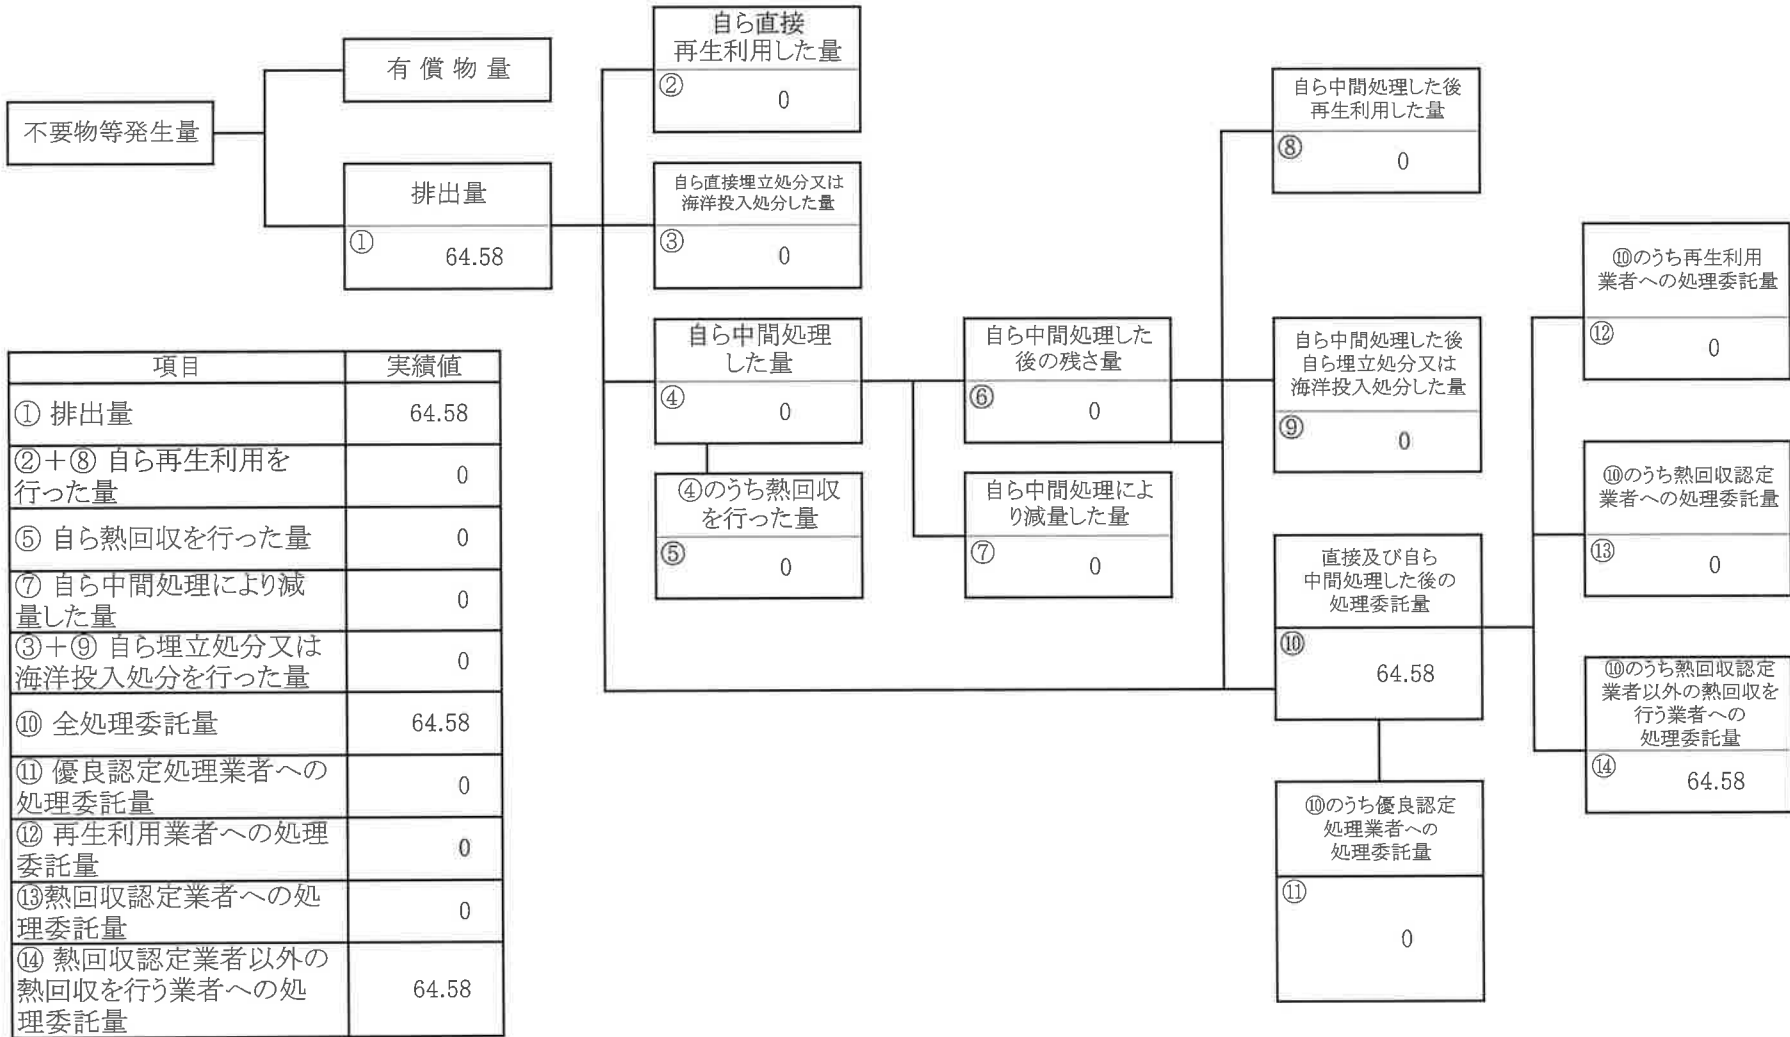 不要物等発生量
有償物量
排出量
①
64.58
自ら直接
再生利用した量
②
0
自ら直接埋立処分又は
海洋投入処分した量
③
0
自ら中間処理
した量
④
0
④のうち熱回収
を行った量
⑤
0
自ら中間処理した
後の残さ量
⑥
0
自ら中間処理によ
り減量した量
⑦
0
自ら中間処理した後
再生利用した量
⑧
0
自ら中間処理した後
自ら埋立処分又は
海洋投入処分した量
⑨
0
直接及び自ら
中間処理した後の
処理委託量
⑩
64.58
⑩のうち優良認定
処理業者への
処理委託量
⑪
0
⑩のうち再生利用
業者への処理委託量
⑫
0
⑩のうち熱回収認定
業者への処理委託量
⑬
0
⑩のうち熱回収認定
業者以外の熱回収を
行う業者への
処理委託量
⑭
64.58
項目 実績値
① 排出量 64.58
②+⑧ 自ら再生利用を
行った量 0
⑤ 自ら熱回収を行った量 0
⑦ 自ら中間処理により減
量した量 0
③+⑨ 自ら埋立処分又は
海洋投入処分を行った量 0
⑩ 全処理委託量 64.58
⑪ 優良認定処理業者への
処理委託量 0
⑫ 再生利用業者への処理
委託量 0
⑬熱回収認定業者への処
理委託量 0
⑭ 熱回収認定業者以外の
熱回収を行う業者への処
理委託量 64.58